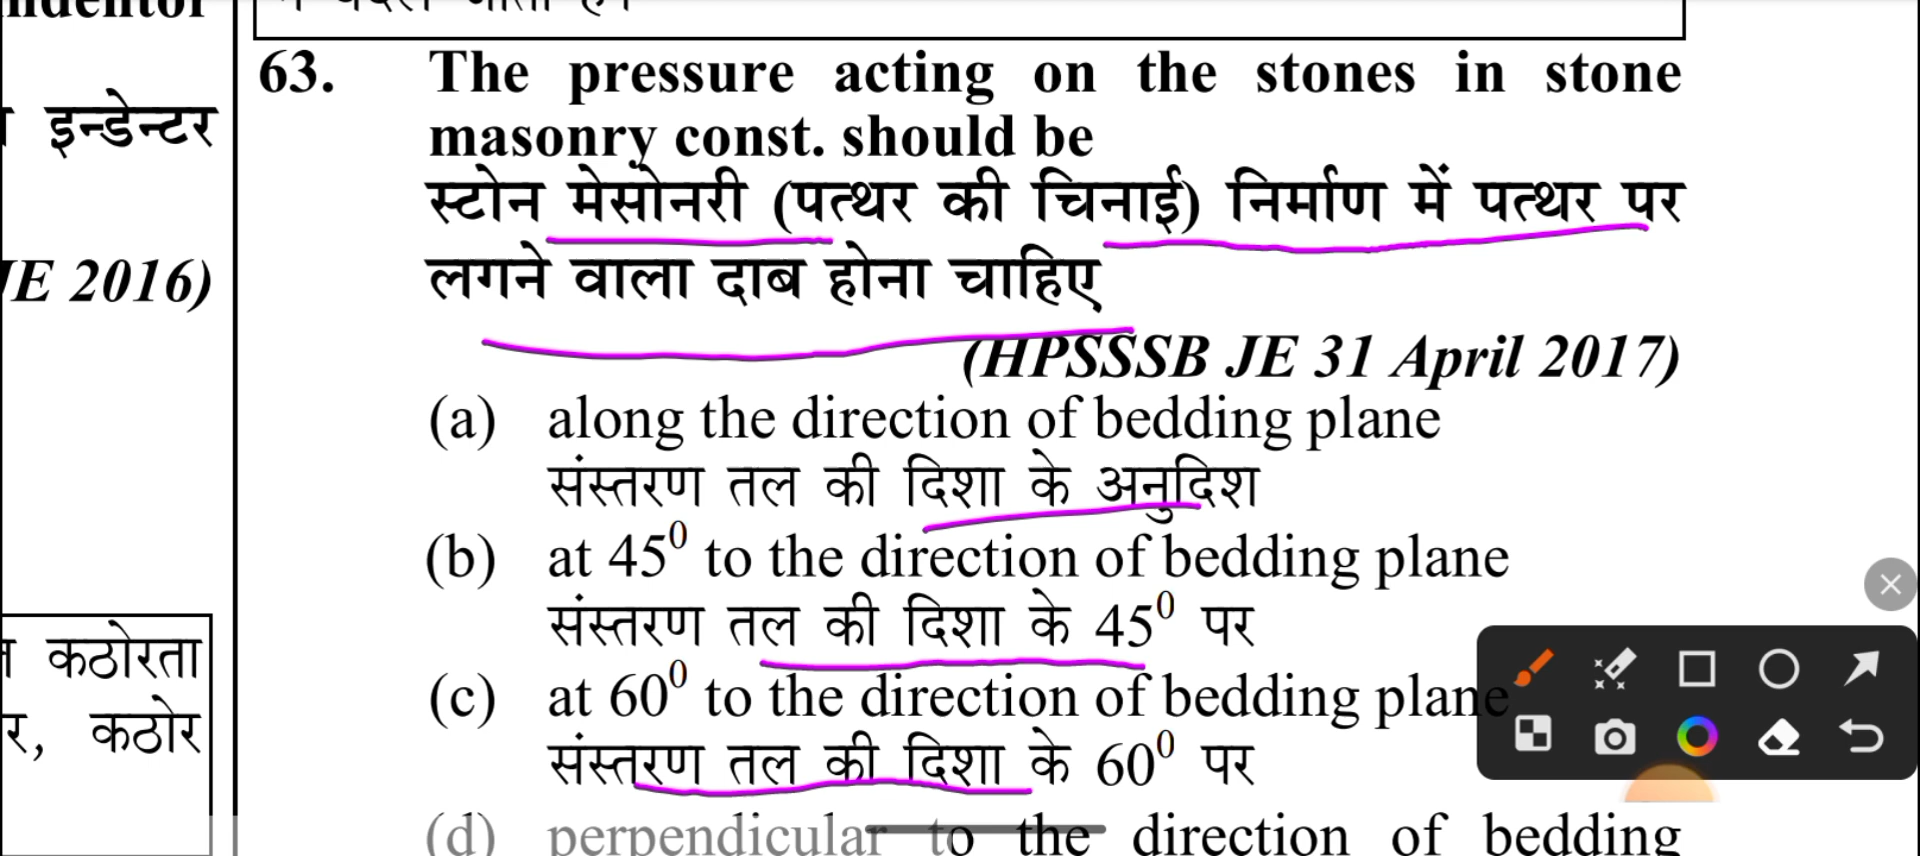 इन्डेन्टर
E 2016)
कठोरता
र, कठोर
63. The pressure acting on the stones in stone
masonry const. should be
स्टोन मेसोनरी (पत्थर की चिनाई) निर्माण में पत्थर पर
लगने वाला दाब होना चाहिए
(HPSSSB JE 31 April 2017)
(a) along the direction of bedding plane
संस्तरण तल की दिशा के अनुदिश
(b) at 45⁰ to the direction of bedding plane
संस्तरण तल की दिशा के 45⁰ पर
(c) at 60⁰ to the direction of bedding plane
संस्तरण तल की दिशा के 60⁰ पर
(d) perpendicular to the direction of bedding